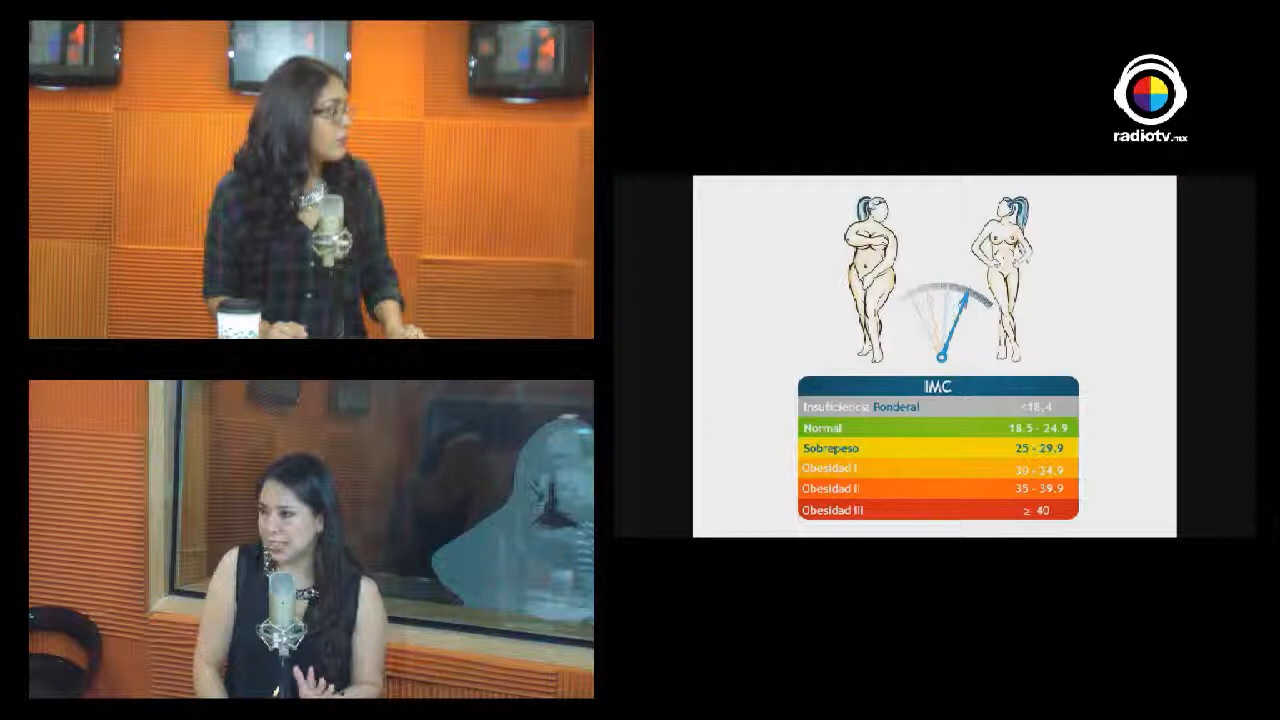 radiotv.mx
IMC
Insuficiencia Ponderal <18,4
Normal 18.5 - 24.9
Sobrepeso 25 - 29.9
Obesidad I 30 - 34.9
Obesidad II 35 - 39.9
Obesidad III ≥ 40